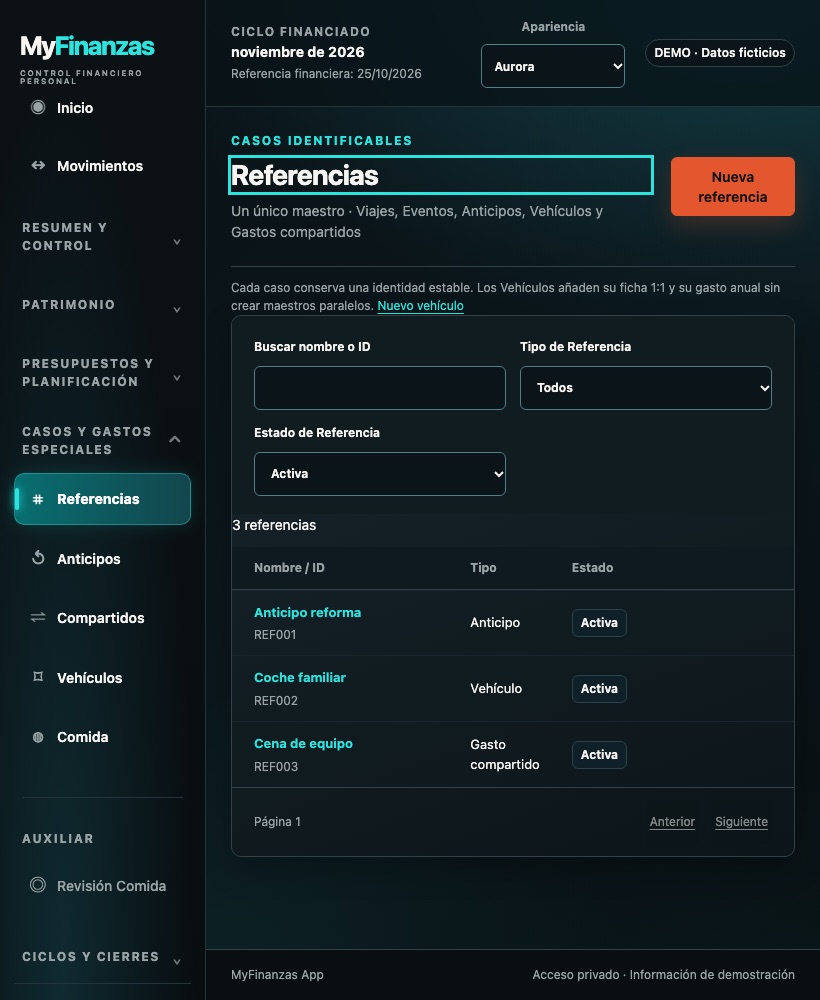 MyFinanzas
CONTROL FINANCIERO
PERSONAL
Inicio
Movimientos
RESUMEN Y
CONTROL
PATRIMONIO
PRESUPUESTOS Y
PLANIFICACIÓN
CASOS Y GASTOS
ESPECIALES
Referencias
Anticipos
Compartidos
Vehículos
Comida
AUXILIAR
Revisión Comida
CICLOS Y CIERRES
CICLO FINANCIADO
noviembre de 2026
Referencia financiera: 25/10/2026
Apariencia
Aurora
DEMO · Datos ficticios
CASOS IDENTIFICABLES
Referencias
Un único maestro · Viajes, Eventos, Anticipos, Vehículos y
Gastos compartidos
Nueva
referencia
Cada caso conserva una identidad estable. Los Vehículos añaden su ficha 1:1 y su gasto anual sin
crear maestros paralelos. Nuevo vehículo
Buscar nombre o ID
Tipo de Referencia
Todos
Estado de Referencia
Activa
3 referencias
Nombre / ID Tipo Estado
Anticipo reforma
REF001
Anticipo
Activa
Coche familiar
REF002
Vehículo
Activa
Cena de equipo
REF003
Gasto
compartido
Activa
Página 1
Anterior Siguiente
MyFinanzas App
Acceso privado · Información de demostración